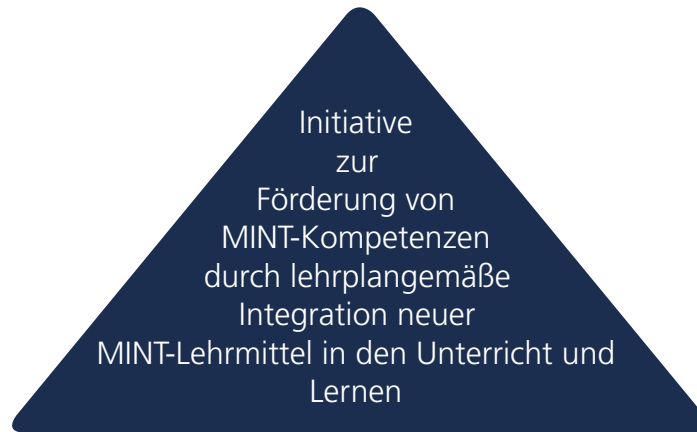 Initiative
zur
Förderung von
MINT-Kompetenzen
durch lehrplangemäße
Integration neuer
MINT-Lehrmittel in den Unterricht und
Lernen